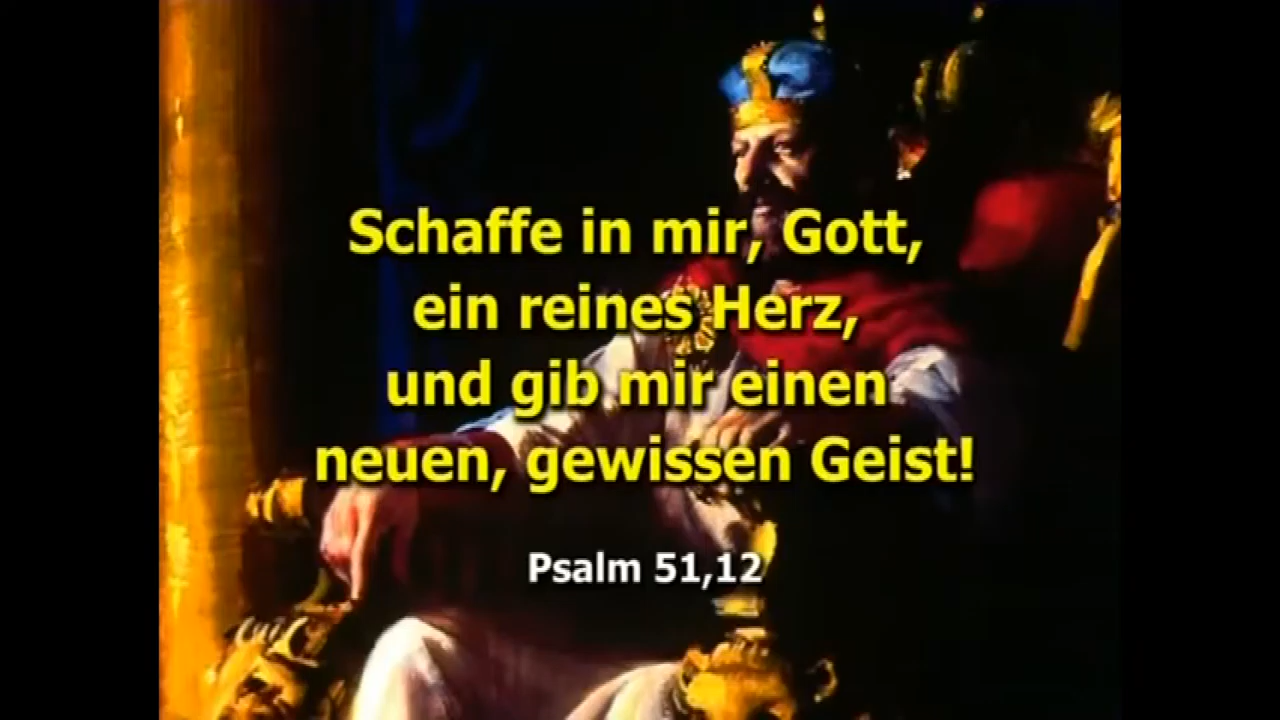 Schaffe in mir, Gott,
ein reines Herz,
und gib mir einen
neuen, gewissen Geist!
Psalm 51,12